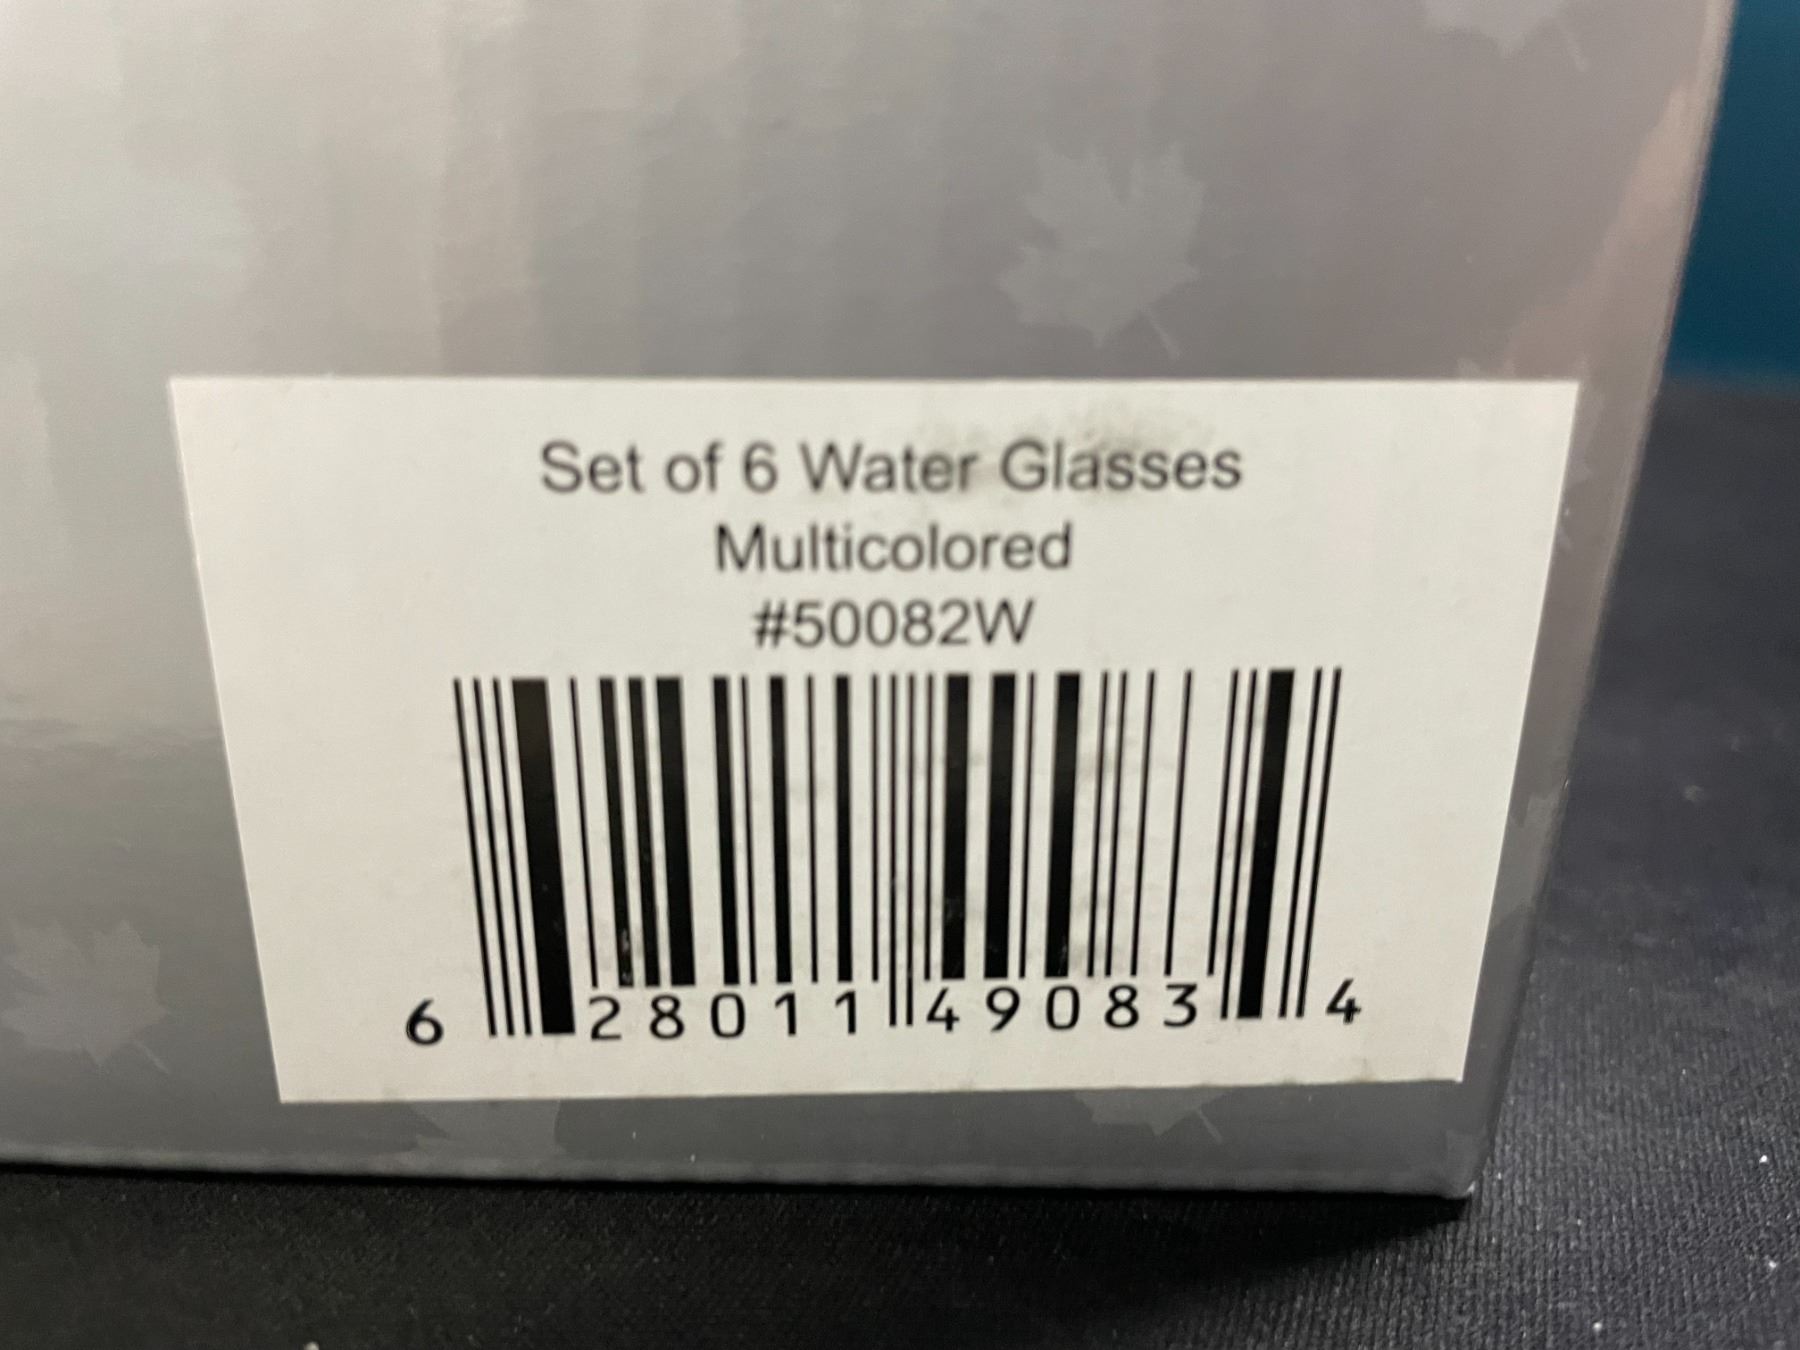 Set of 6 Water Glasses
Multicolored
#50082W
6 28011 49083 4